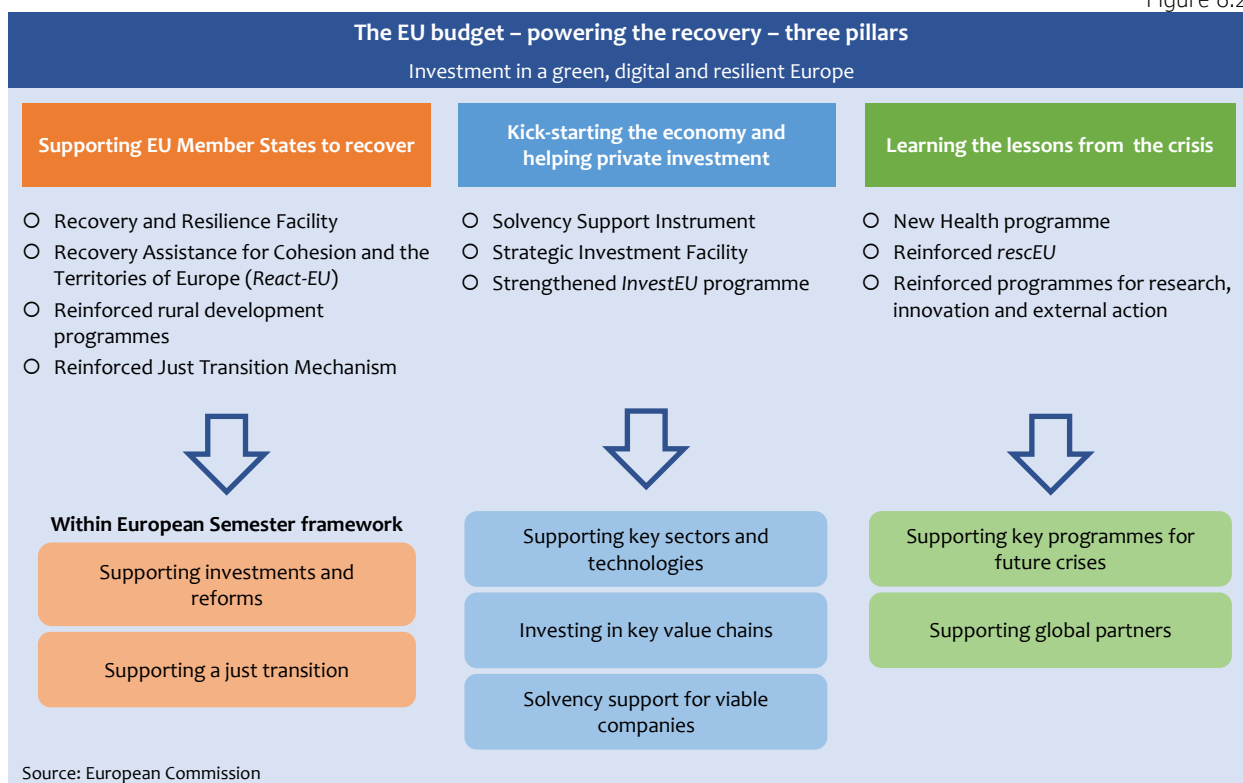 Figure 6.2
The EU budget – powering the recovery – three pillars
Investment in a green, digital and resilient Europe
Supporting EU Member States to recover
Recovery and Resilience Facility
Recovery Assistance for Cohesion and the
Territories of Europe (React-EU)
Reinforced rural development
programmes
Reinforced Just Transition Mechanism
Within European Semester framework
Supporting investments and
reforms
Supporting a just transition
Kick-starting the economy and
helping private investment
Solvency Support Instrument
Strategic Investment Facility
Strengthened InvestEU programme
Supporting key sectors and
technologies
Investing in key value chains
Solvency support for viable
companies
Learning the lessons from the crisis
New Health programme
Reinforced rescEU
Reinforced programmes for research,
innovation and external action
Supporting key programmes for
future crises
Supporting global partners
Source: European Commission